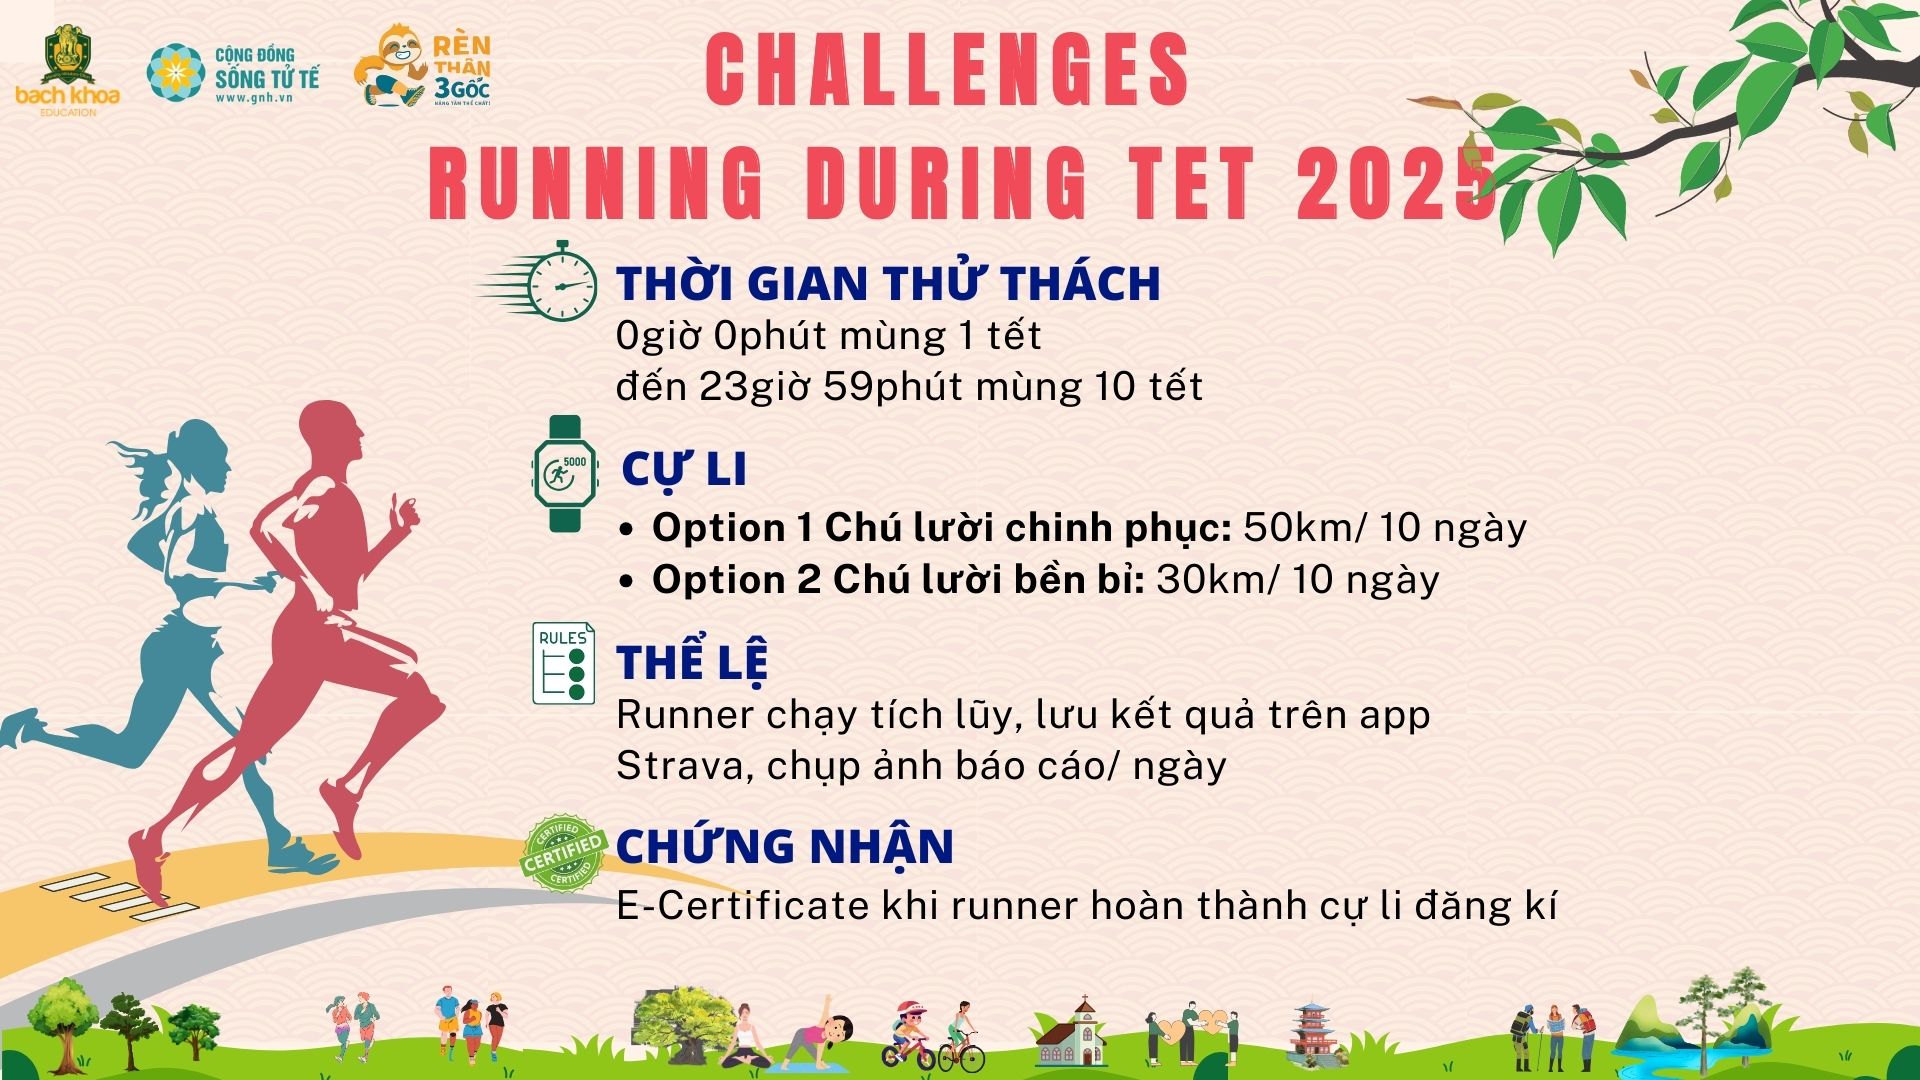 bach khoa
EDUCATION
CỘNG ĐỒNG
SỐNG TỬ TẾ
www.gnh.vn
RÈN
THÂN
3GỐC
NÂNG TẦM THỂ CHẤT!
CHALLENGES
RUNNING DURING TET 2025
THỜI GIAN THỬ THÁCH
0giờ 0phút mùng 1 tết
đến 23giờ 59phút mùng 10 tết
5000
CỰ LI
• Option 1 Chú lười chinh phục: 50km/ 10 ngày
• Option 2 Chú lười bền bỉ: 30km/ 10 ngày
RULES
THỂ LỆ
Runner chạy tích lũy, lưu kết quả trên app
Strava, chụp ảnh báo cáo/ ngày
CERTIFIED
CERTIFIED
CERTIFIED
CHỨNG NHẬN
E-Certificate khi runner hoàn thành cự li đăng kí